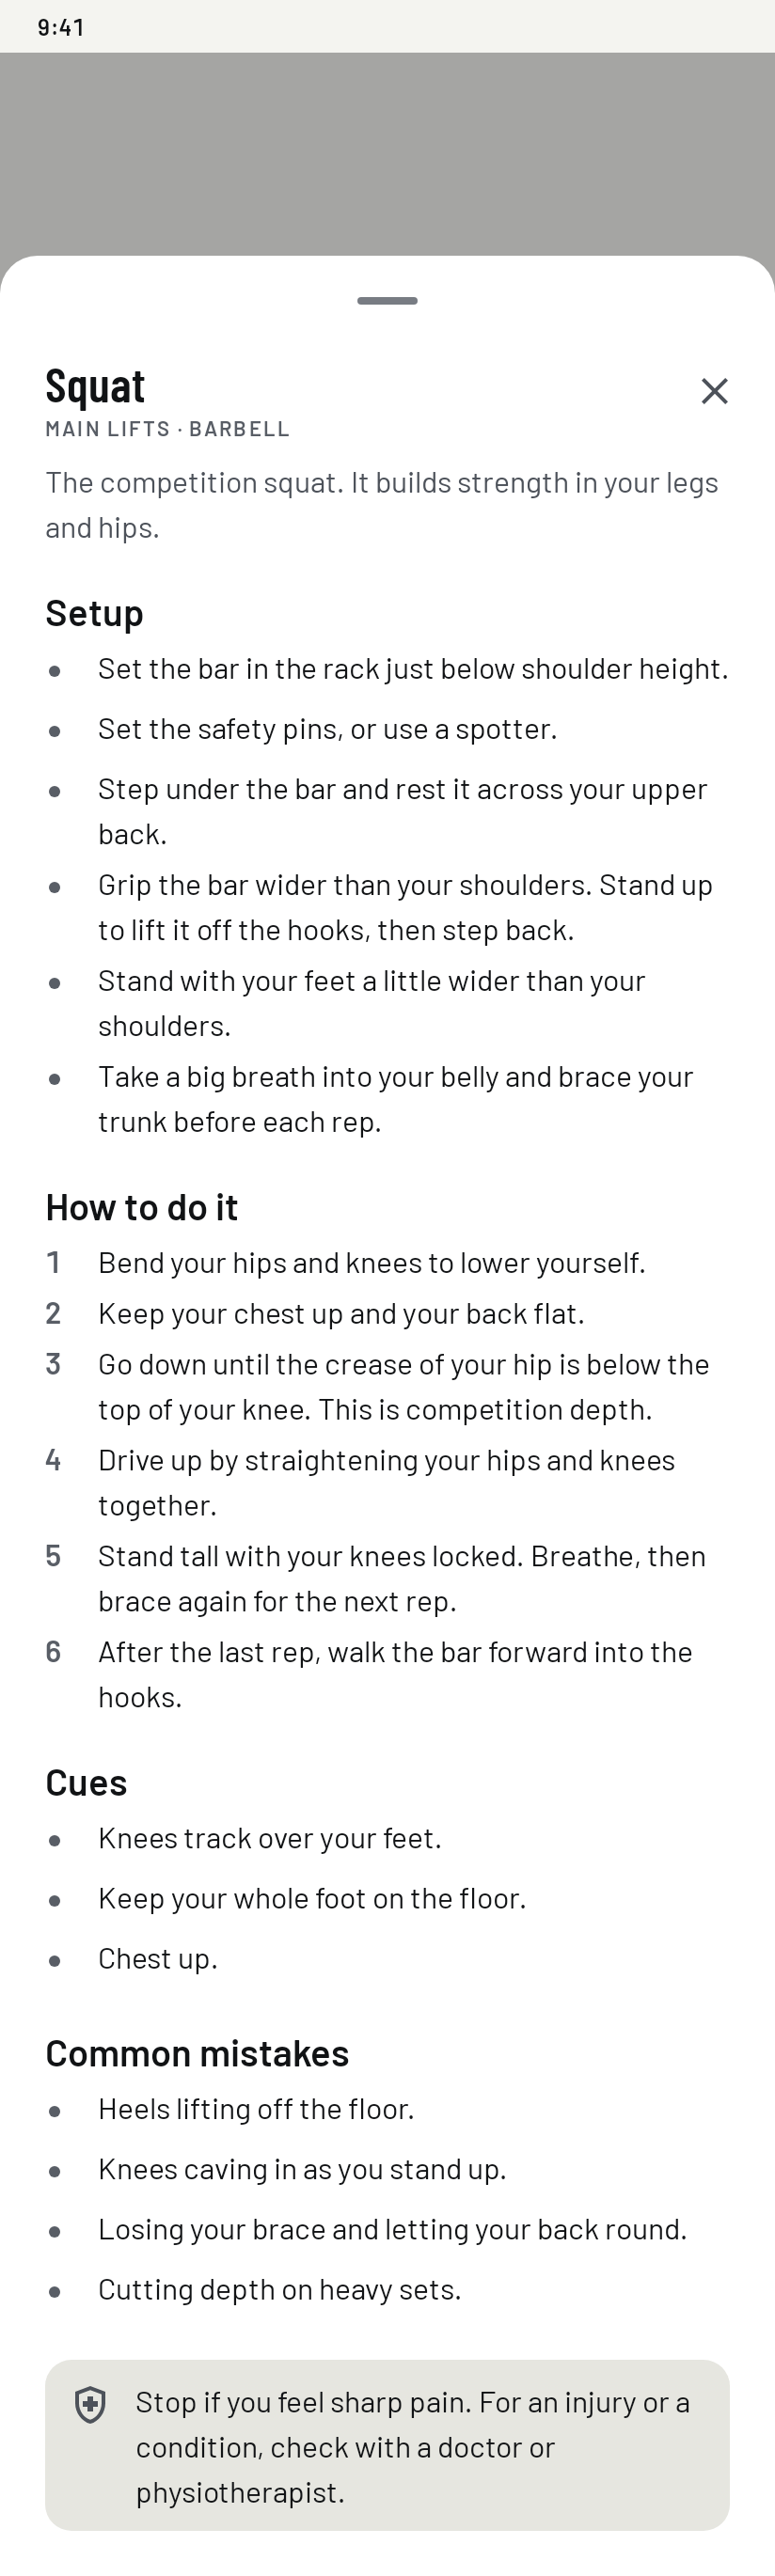 9:41
Squat
MAIN LIFTS · BARBELL
The competition squat. It builds strength in your legs
and hips.
Setup
• Set the bar in the rack just below shoulder height.
• Set the safety pins, or use a spotter.
• Step under the bar and rest it across your upper
back.
• Grip the bar wider than your shoulders. Stand up
to lift it off the hooks, then step back.
• Stand with your feet a little wider than your
shoulders.
• Take a big breath into your belly and brace your
trunk before each rep.
How to do it
1 Bend your hips and knees to lower yourself.
2 Keep your chest up and your back flat.
3 Go down until the crease of your hip is below the
top of your knee. This is competition depth.
4 Drive up by straightening your hips and knees
together.
5 Stand tall with your knees locked. Breathe, then
brace again for the next rep.
6 After the last rep, walk the bar forward into the
hooks.
Cues
• Knees track over your feet.
• Keep your whole foot on the floor.
• Chest up.
Common mistakes
• Heels lifting off the floor.
• Knees caving in as you stand up.
• Losing your brace and letting your back round.
• Cutting depth on heavy sets.
Stop if you feel sharp pain. For an injury or a
condition, check with a doctor or
physiotherapist.